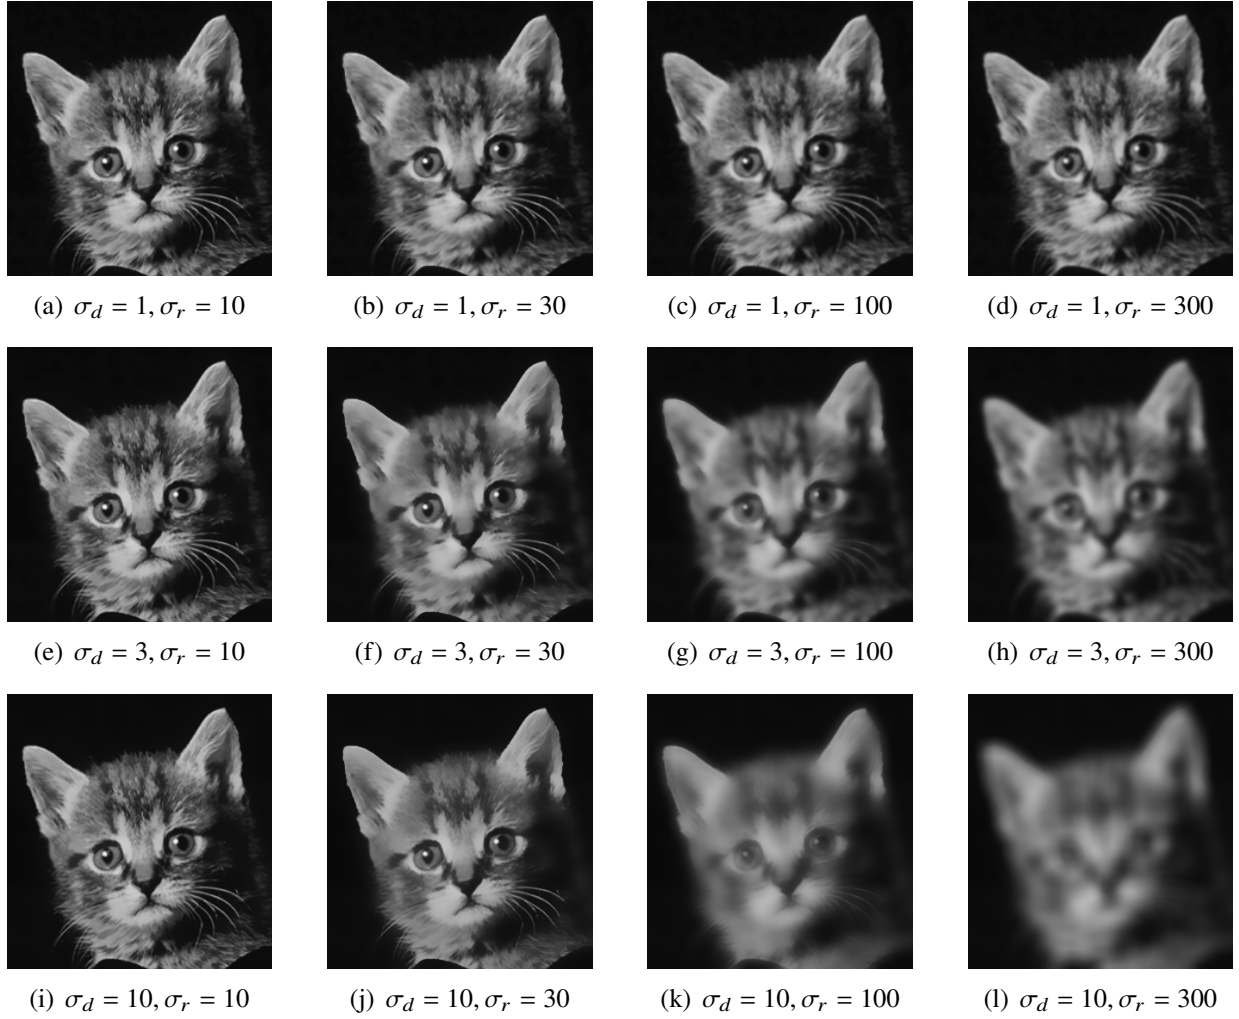 (a) σ_d = 1, σ_r = 10
(b) σ_d = 1, σ_r = 30
(c) σ_d = 1, σ_r = 100
(d) σ_d = 1, σ_r = 300
(e) σ_d = 3, σ_r = 10
(f) σ_d = 3, σ_r = 30
(g) σ_d = 3, σ_r = 100
(h) σ_d = 3, σ_r = 300
(i) σ_d = 10, σ_r = 10
(j) σ_d = 10, σ_r = 30
(k) σ_d = 10, σ_r = 100
(l) σ_d = 10, σ_r = 300